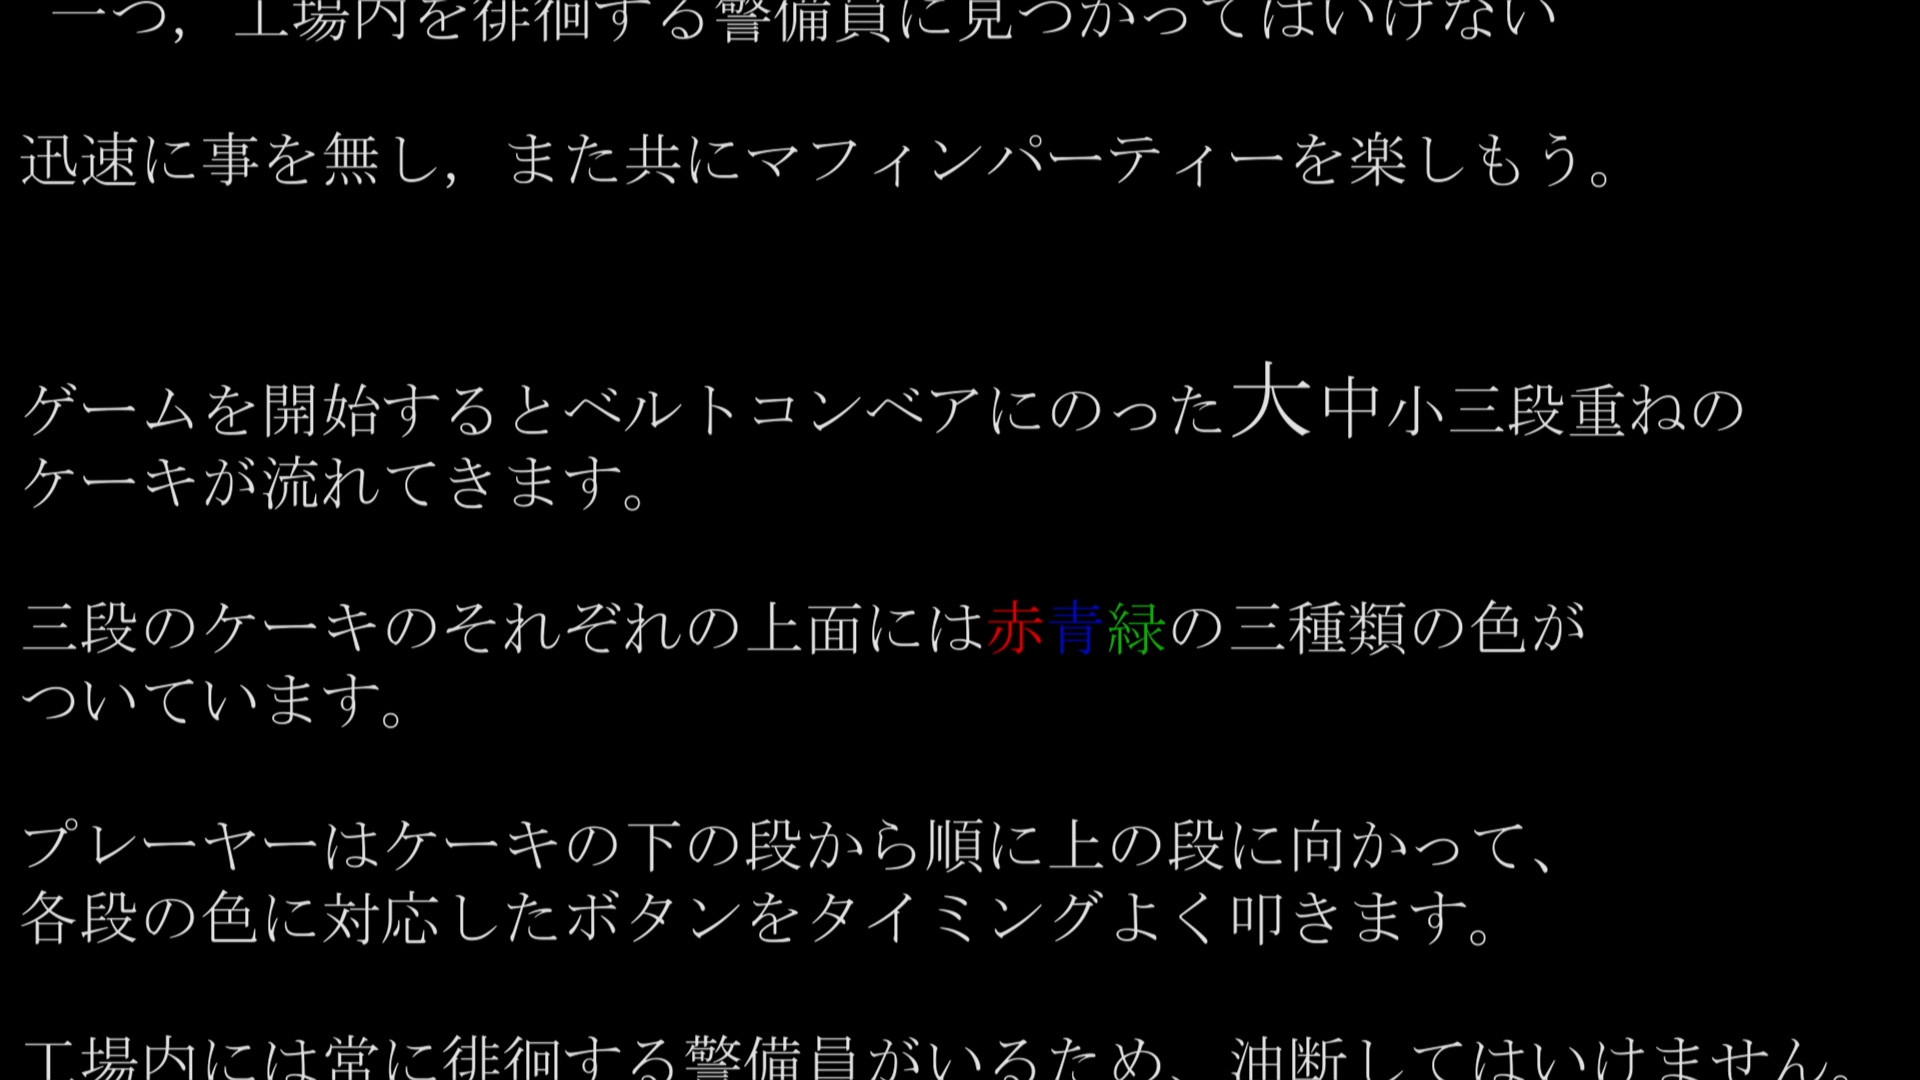 一つ，工場内を徘徊する警備員に見つかってはいけない
迅速に事を無し，また共にマフィンパーティーを楽しもう。
ゲームを開始するとベルトコンベアにのった大中小三段重ねの
ケーキが流れてきます。
三段のケーキのそれぞれの上面には赤青緑の三種類の色が
ついています。
プレーヤーはケーキの下の段から順に上の段に向かって、
各段の色に対応したボタンをタイミングよく叩きます。
工場内には常に徘徊する警備員がいるため、油断してはいけません。